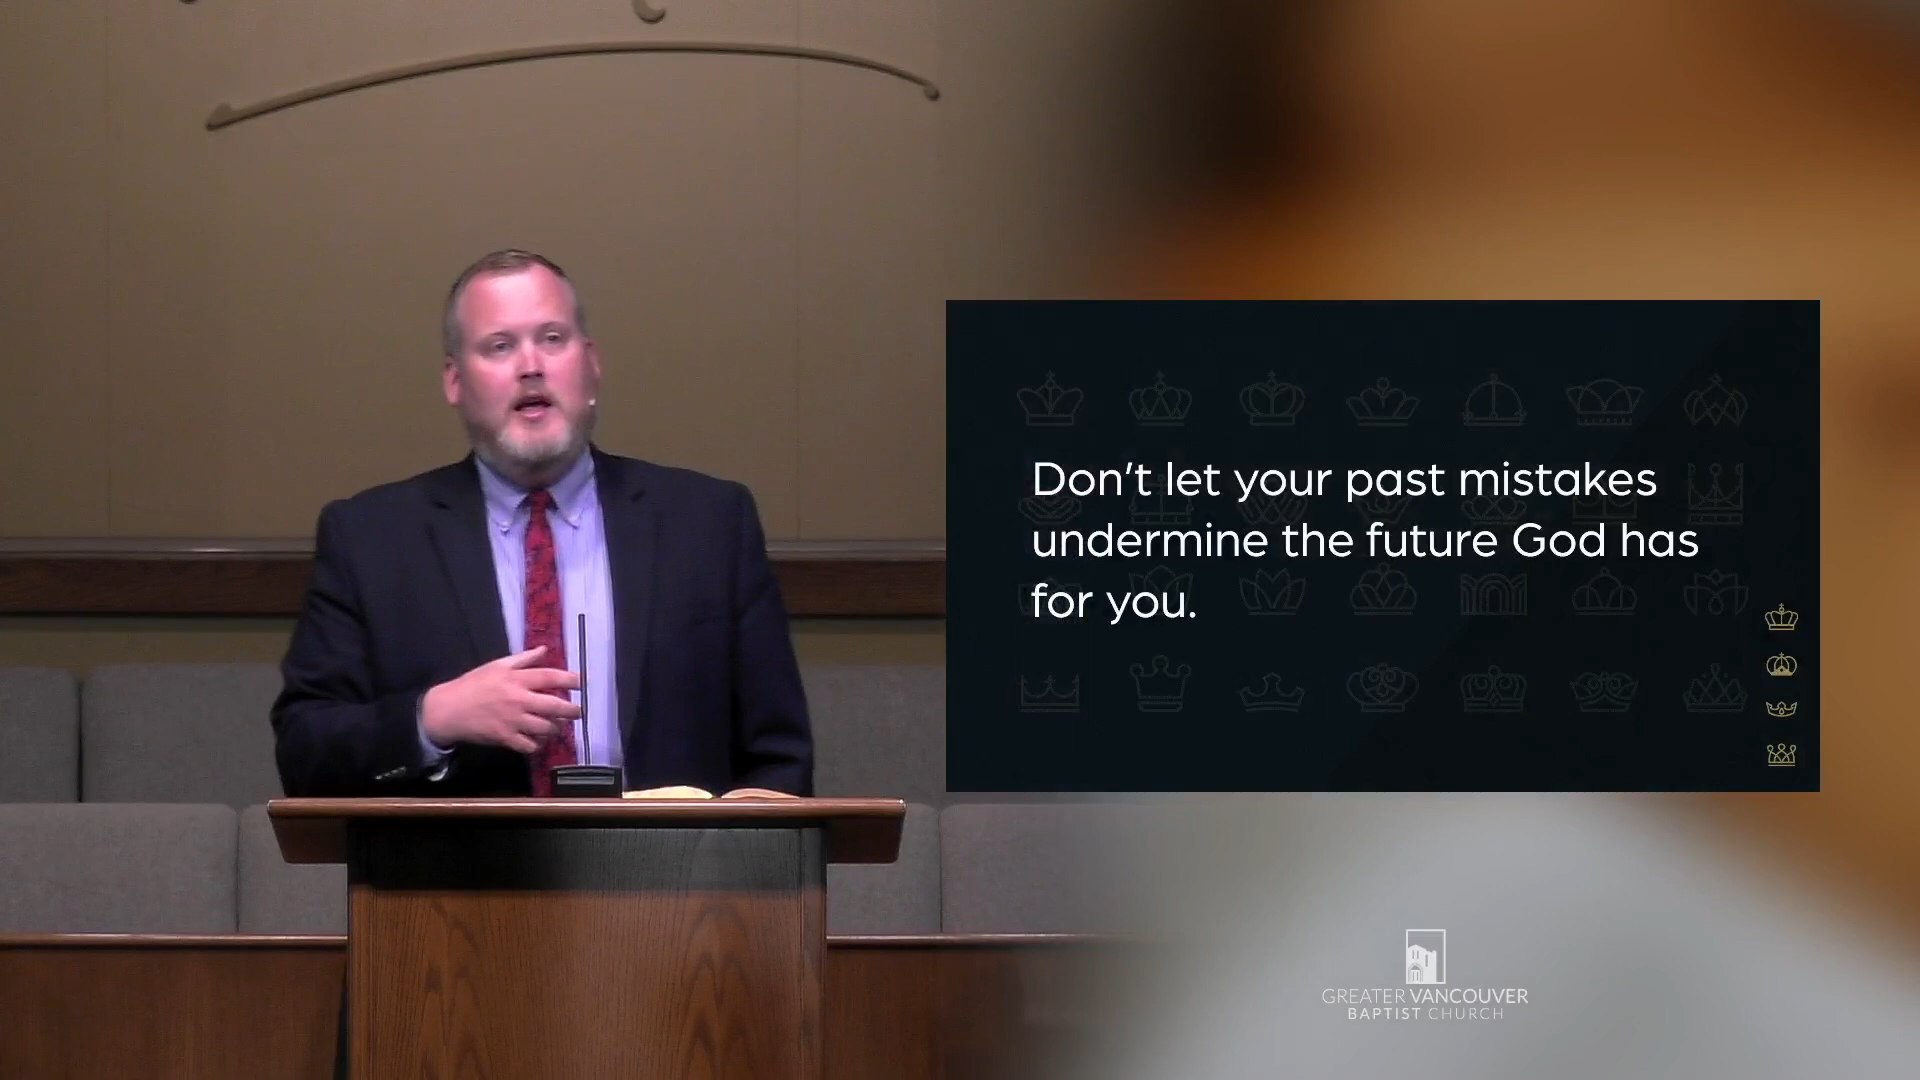 Don't let your past mistakes
undermine the future God has
for you.
GREATER VANCOUVER
BAPTIST CHURCH